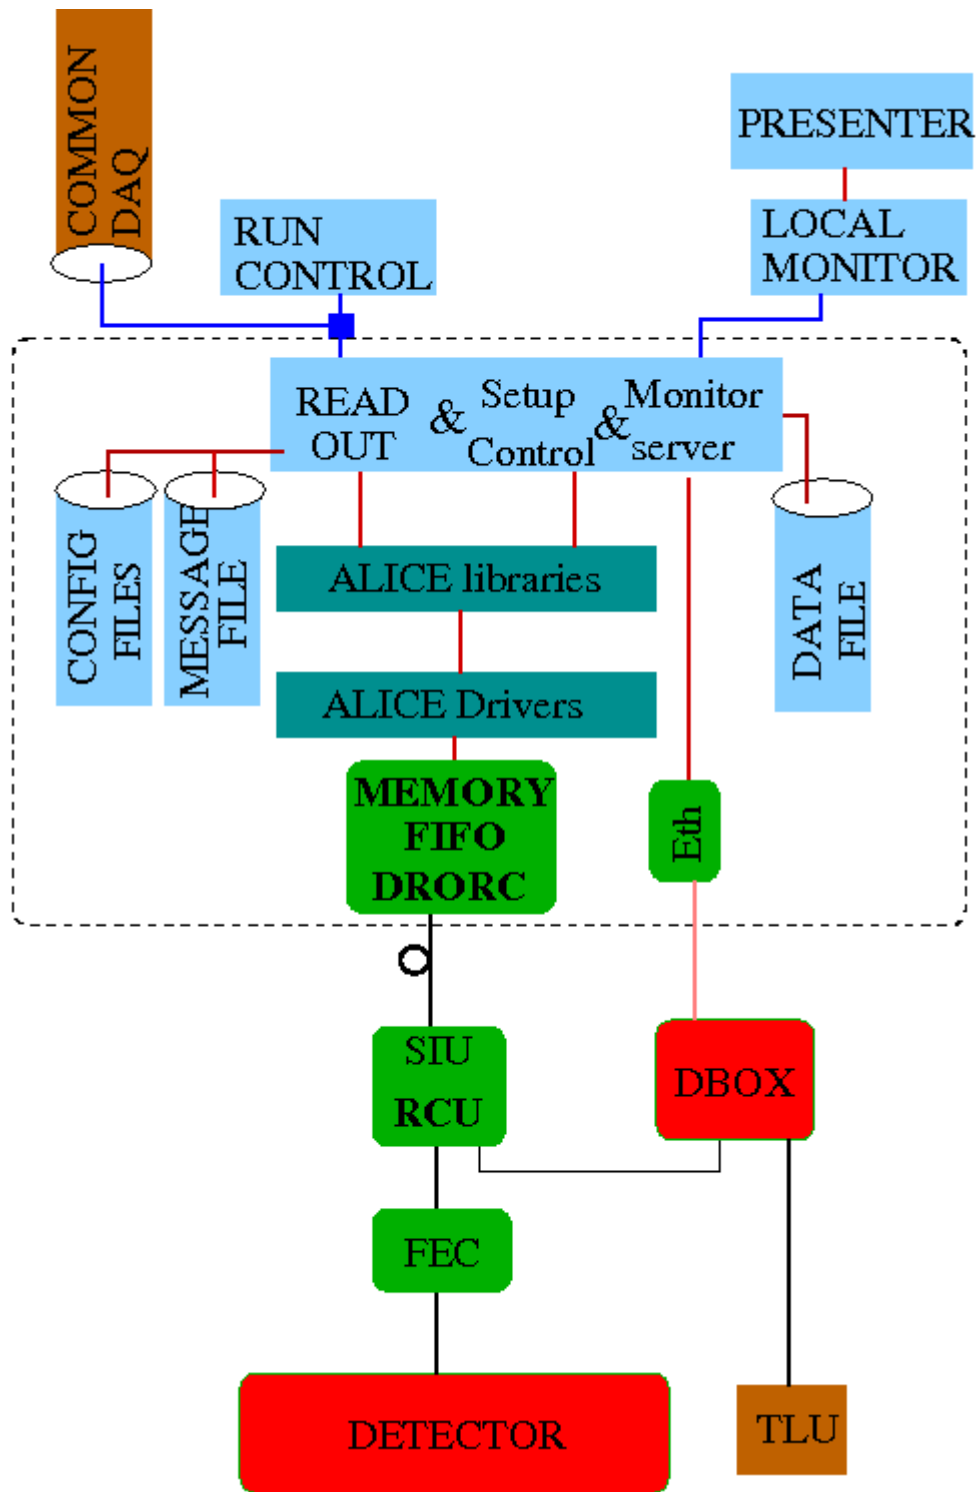 COMMON
DAQ
PRESENTER
RUN
CONTROL
LOCAL
MONITOR
READ
OUT
&
Setup
Control
&
Monitor
server
CONFIG
FILES
MESSAGE
FILE
DATA
FILE
ALICE libraries
ALICE Drivers
MEMORY
FIFO
DRORC
Eth
SIU
RCU
DBOX
FEC
DETECTOR
TLU